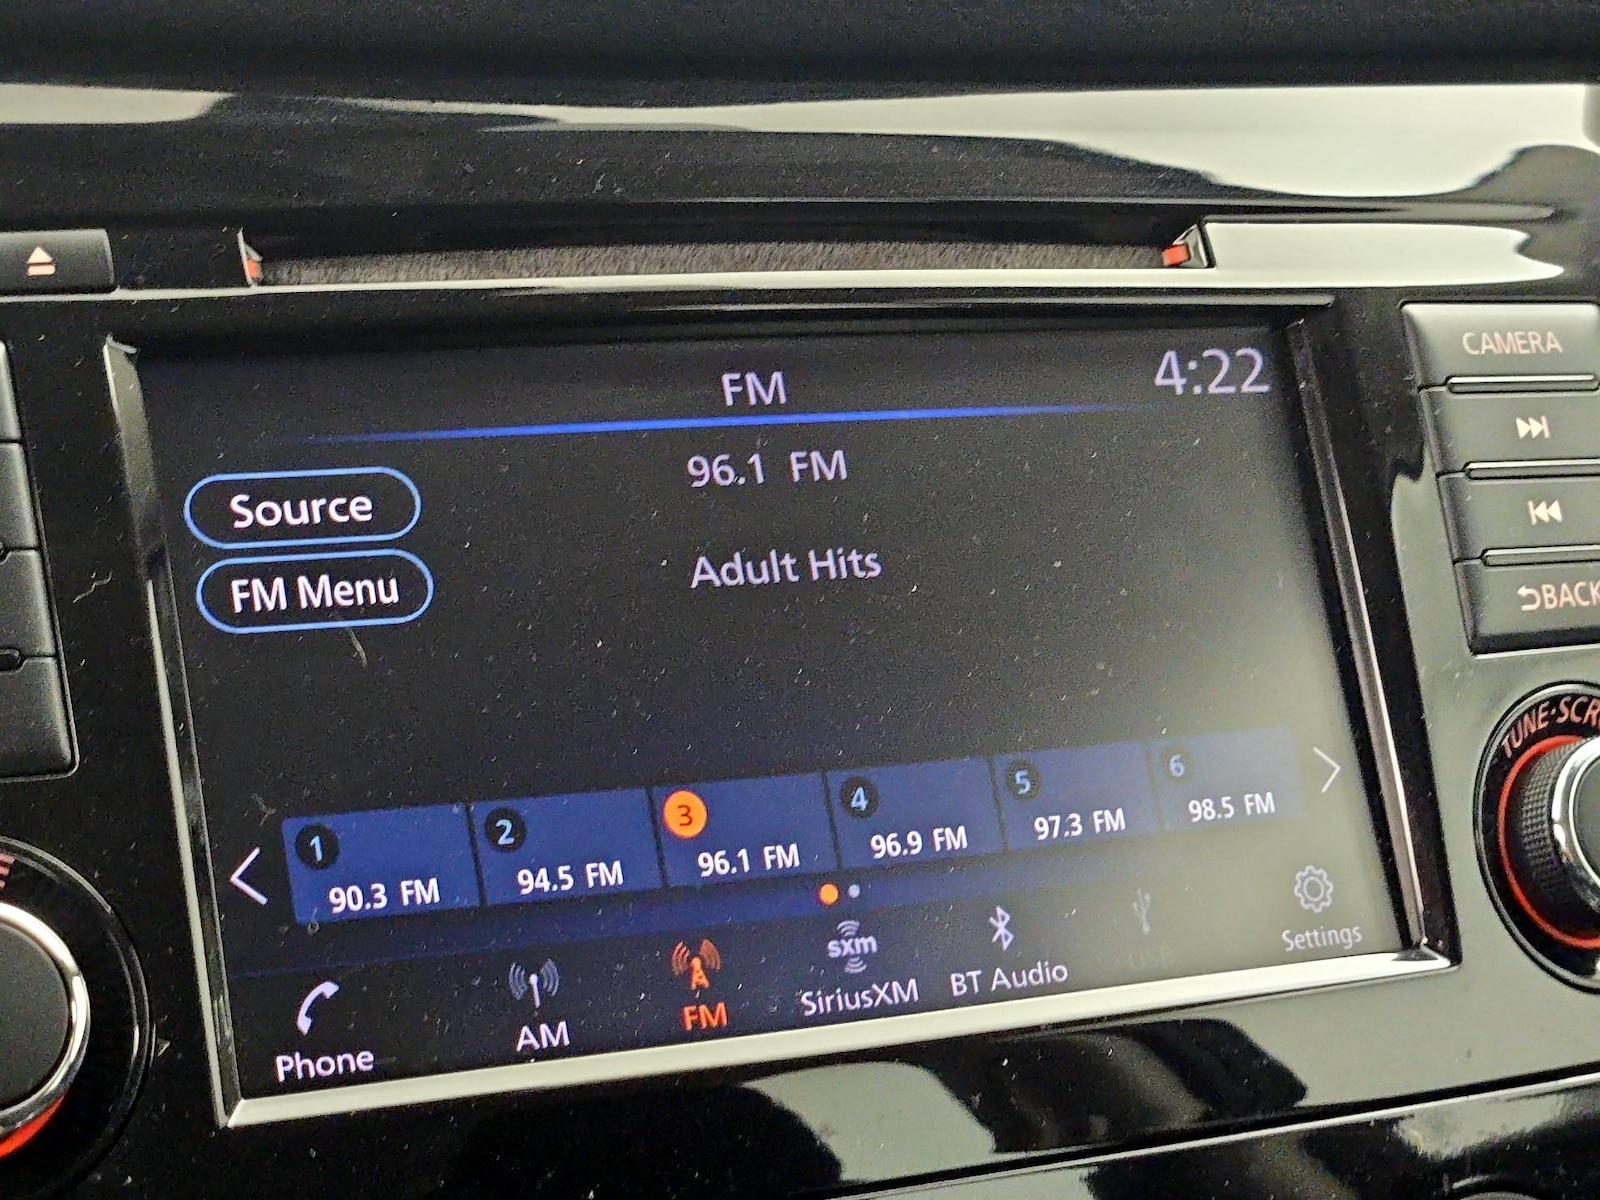 FM
4:22
96.1 FM
Source
Adult Hits
FM Menu
1
90.3 FM
2
94.5 FM
3
96.1 FM
4
96.9 FM
5
97.3 FM
6
98.5 FM
Phone
AM
FM
sxm
SiriusXM
BT Audio
USB
Settings
CAMERA
BACK
TUNE·SCR